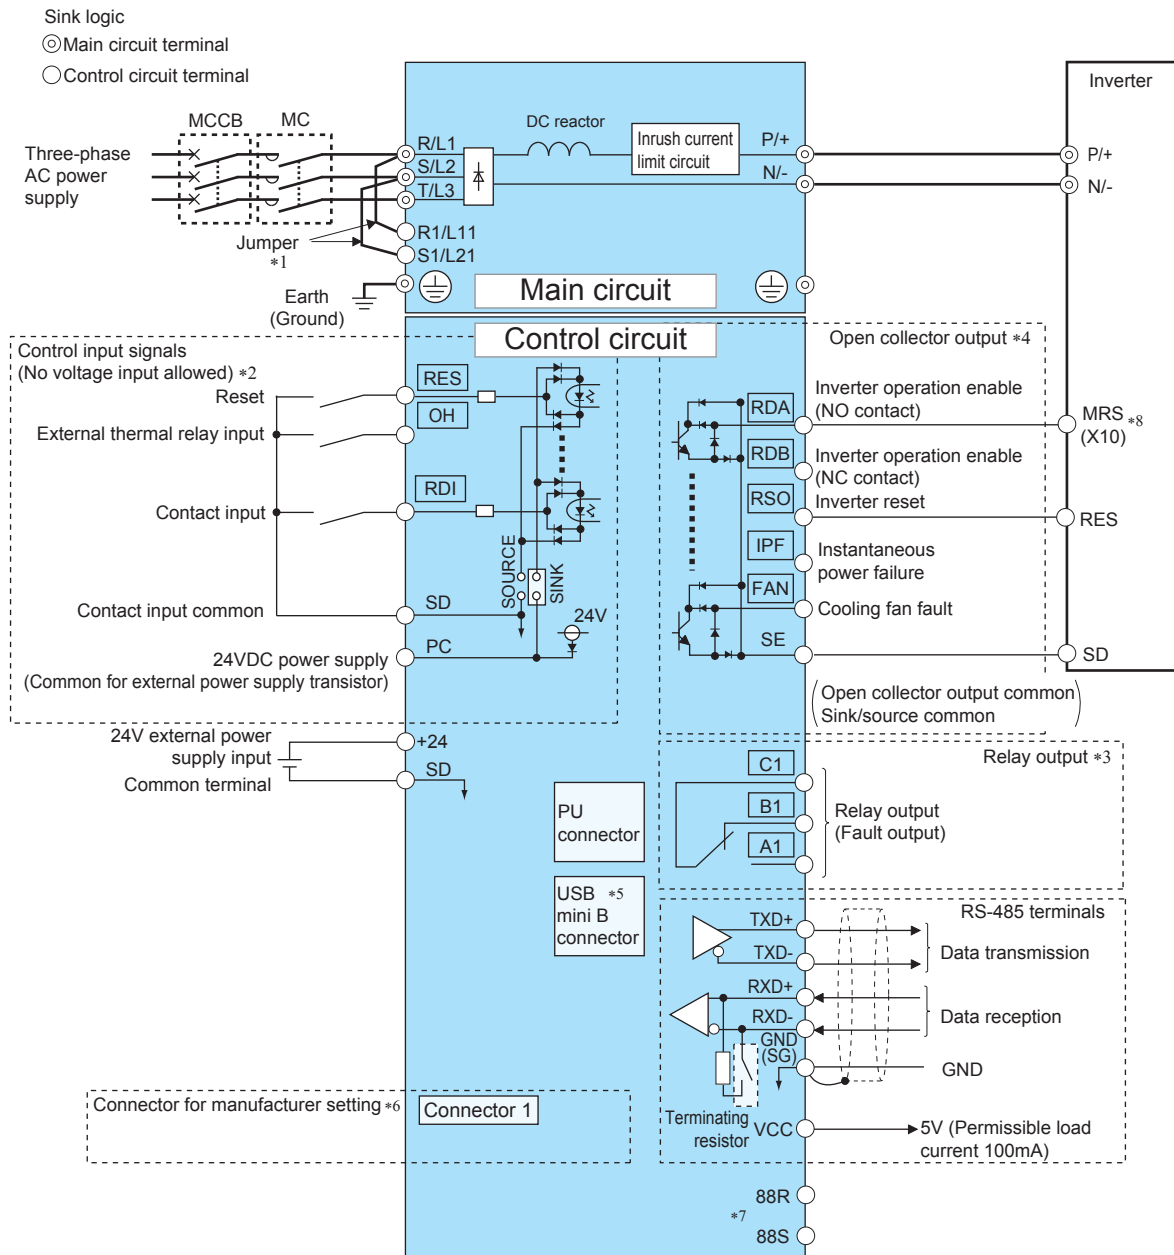 Sink logic
Main circuit terminal
Control circuit terminal
MCCB
MC
Three-phase
AC power
supply
Jumper
*1
Earth
(Ground)
R/L1
S/L2
T/L3
R1/L11
S1/L21
DC reactor
Inrush current
limit circuit
P/+
N/-
Main circuit
Inverter
P/+
N/-
Control circuit
Control input signals
(No voltage input allowed) *2
Reset
External thermal relay input
Contact input
Contact input common
24VDC power supply
(Common for external power supply transistor)
RES
OH
RDI
SD
PC
SOURCE
SINK
24V
Open collector output *4
RDA
RDB
RSO
IPF
FAN
SE
Inverter operation enable
(NO contact)
Inverter operation enable
(NC contact)
Inverter reset
Instantaneous
power failure
Cooling fan fault
Open collector output common
Sink/source common
MRS *8
(X10)
RES
SD
24V external power
supply input
Common terminal
+24
SD
PU
connector
USB *5
mini B
connector
Relay output *3
C1
B1
A1
Relay output
(Fault output)
RS-485 terminals
TXD+
TXD-
RXD+
RXD-
GND
(SG)
Terminating
resistor
VCC
Data transmission
Data reception
GND
5V (Permissible load
current 100mA)
Connector for manufacturer setting *6
Connector 1
88R
*7
88S